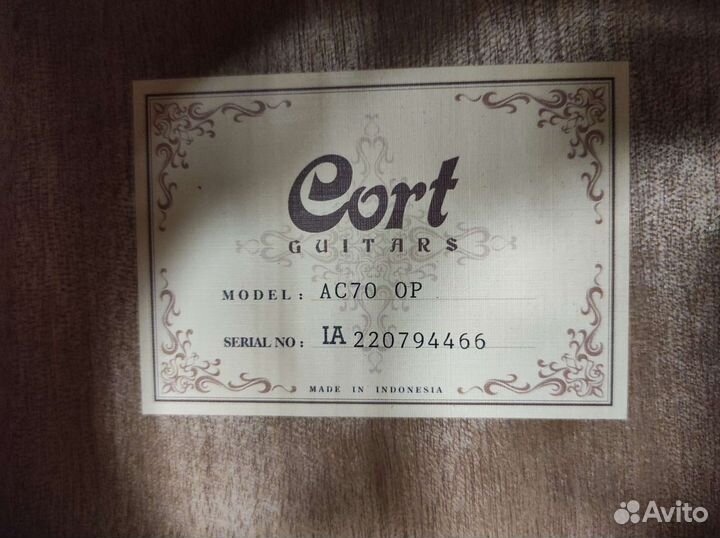 Cort
GUITARS
MODEL: AC70 OP
SERIAL NO: IA 220794466
MADE IN INDONESIA
Avito